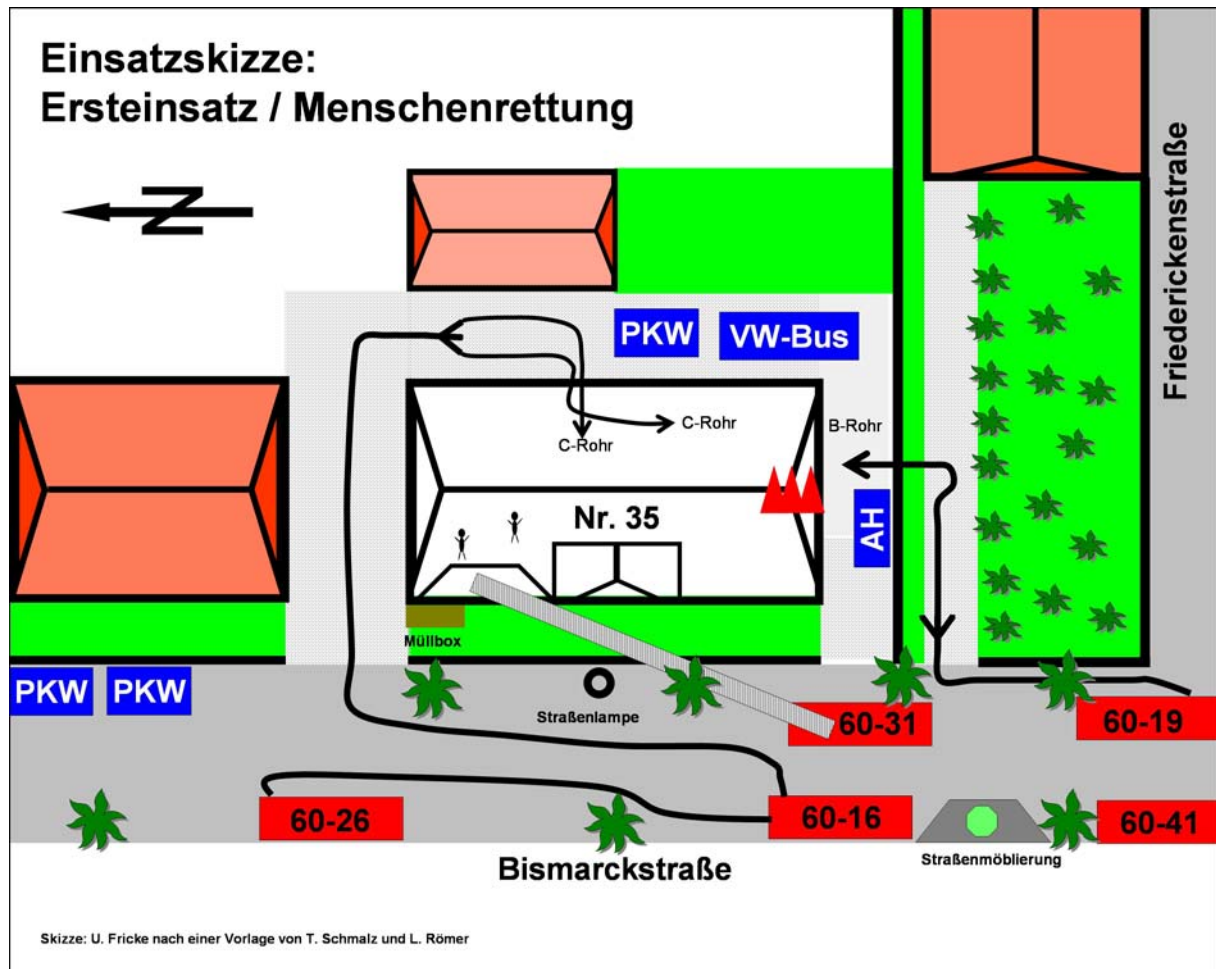 Einsatzskizze:
Ersteinsatz / Menschenrettung
N
Friederickenstraße
PKW
VW-Bus
C-Rohr
C-Rohr
B-Rohr
Nr. 35
AH
Müllbox
PKW
PKW
Straßenlampe
60-31
60-19
60-26
60-16
60-41
Straßenmöblierung
Bismarckstraße
Skizze: U. Fricke nach einer Vorlage von T. Schmalz und L. Römer